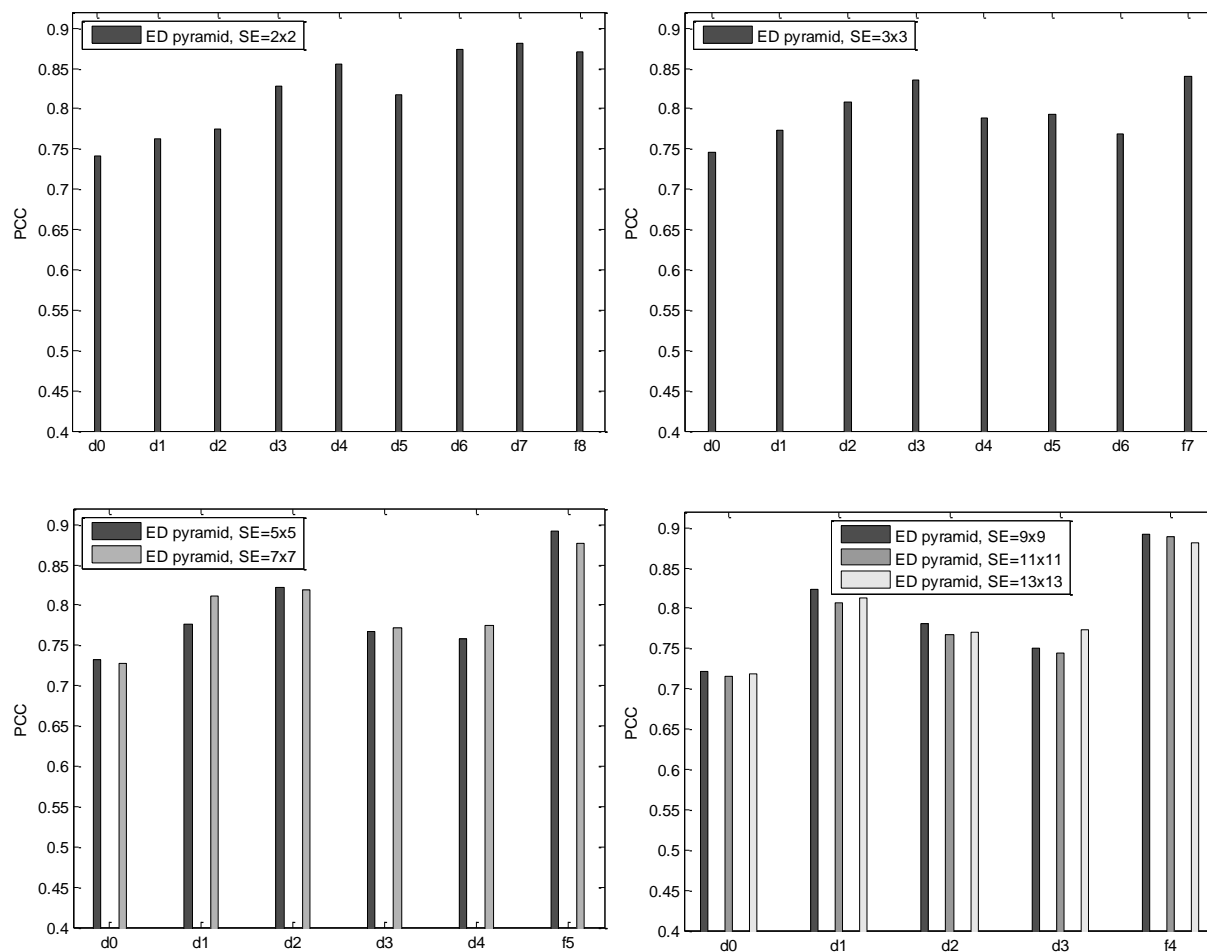 ED pyramid, SE=2x2
PCC
0.9
0.85
0.8
0.75
0.7
0.65
0.6
0.55
0.5
0.45
0.4
d0 d1 d2 d3 d4 d5 d6 d7 f8
ED pyramid, SE=3x3
PCC
0.9
0.85
0.8
0.75
0.7
0.65
0.6
0.55
0.5
0.45
0.4
d0 d1 d2 d3 d4 d5 d6 f7
ED pyramid, SE=5x5
ED pyramid, SE=7x7
PCC
0.9
0.85
0.8
0.75
0.7
0.65
0.6
0.55
0.5
0.45
0.4
d0 d1 d2 d3 d4 f5
ED pyramid, SE=9x9
ED pyramid, SE=11x11
ED pyramid, SE=13x13
PCC
0.9
0.85
0.8
0.75
0.7
0.65
0.6
0.55
0.5
0.45
0.4
d0 d1 d2 d3 f4